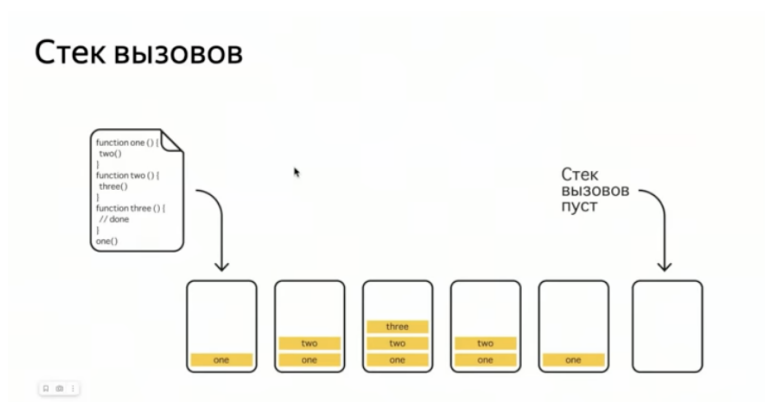 Стек вызовов
function one () {
two()
}
function two () {
three()
}
function three () {
// done
}
one()
Стек
вызовов
пуст
one
two
one
three
two
one
two
one
one